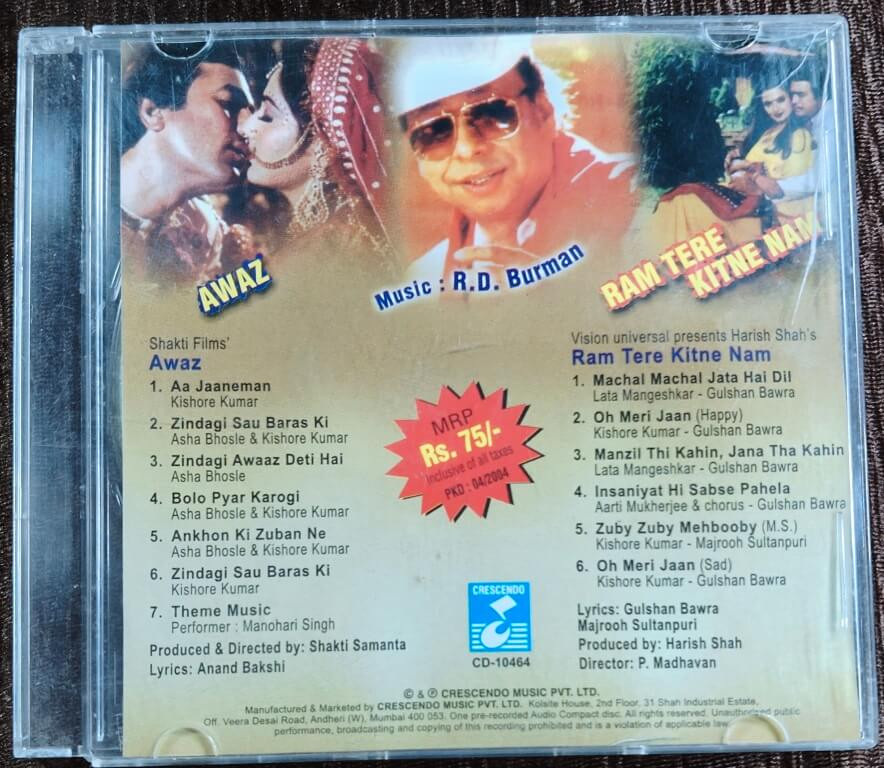 AWAZ
Music : R.D. Burman
RAM TERE
KITNE NAM
Shakti Films'
Awaz
1. Aa Jaaneman
Kishore Kumar
2. Zindagi Sau Baras Ki
Asha Bhosle & Kishore Kumar
3. Zindagi Awaaz Deti Hai
Asha Bhosle
4. Bolo Pyar Karogi
Asha Bhosle & Kishore Kumar
5. Ankhon Ki Zuban Ne
Asha Bhosle & Kishore Kumar
6. Zindagi Sau Baras Ki
Kishore Kumar
7. Theme Music
Performer : Manohari Singh
Produced & Directed by: Shakti Samanta
Lyrics: Anand Bakshi
MRP
Rs. 75/-
Inclusive of all taxes
PKD : 04/2004
CRESCENDO
CD-10464
Vision universal presents Harish Shah's
Ram Tere Kitne Nam
1. Machal Machal Jata Hai Dil
Lata Mangeshkar - Gulshan Bawra
2. Oh Meri Jaan (Happy)
Kishore Kumar - Gulshan Bawra
3. Manzil Thi Kahin, Jana Tha Kahin
Lata Mangeshkar - Gulshan Bawra
4. Insaniyat Hi Sabse Pahela
Aarti Mukherjee & chorus - Gulshan Bawra
5. Zuby Zuby Mehbooby (M.S.)
Kishore Kumar - Majrooh Sultanpuri
6. Oh Meri Jaan (Sad)
Kishore Kumar - Gulshan Bawra
Lyrics: Gulshan Bawra
Majrooh Sultanpuri
Produced by: Harish Shah
Director: P. Madhavan
© & ℗ CRESCENDO MUSIC PVT. LTD.
Manufactured & Marketed by CRESCENDO MUSIC PVT. LTD. Kolsite House, 2nd Floor, 31 Shah Industrial Estate,
Off. Veera Desai Road, Andheri (W), Mumbai 400 053. One pre-recorded Audio Compact disc. All rights reserved. Unauthorized public
performance, broadcasting and copying of this recording prohibited and is a violation of applicable law.